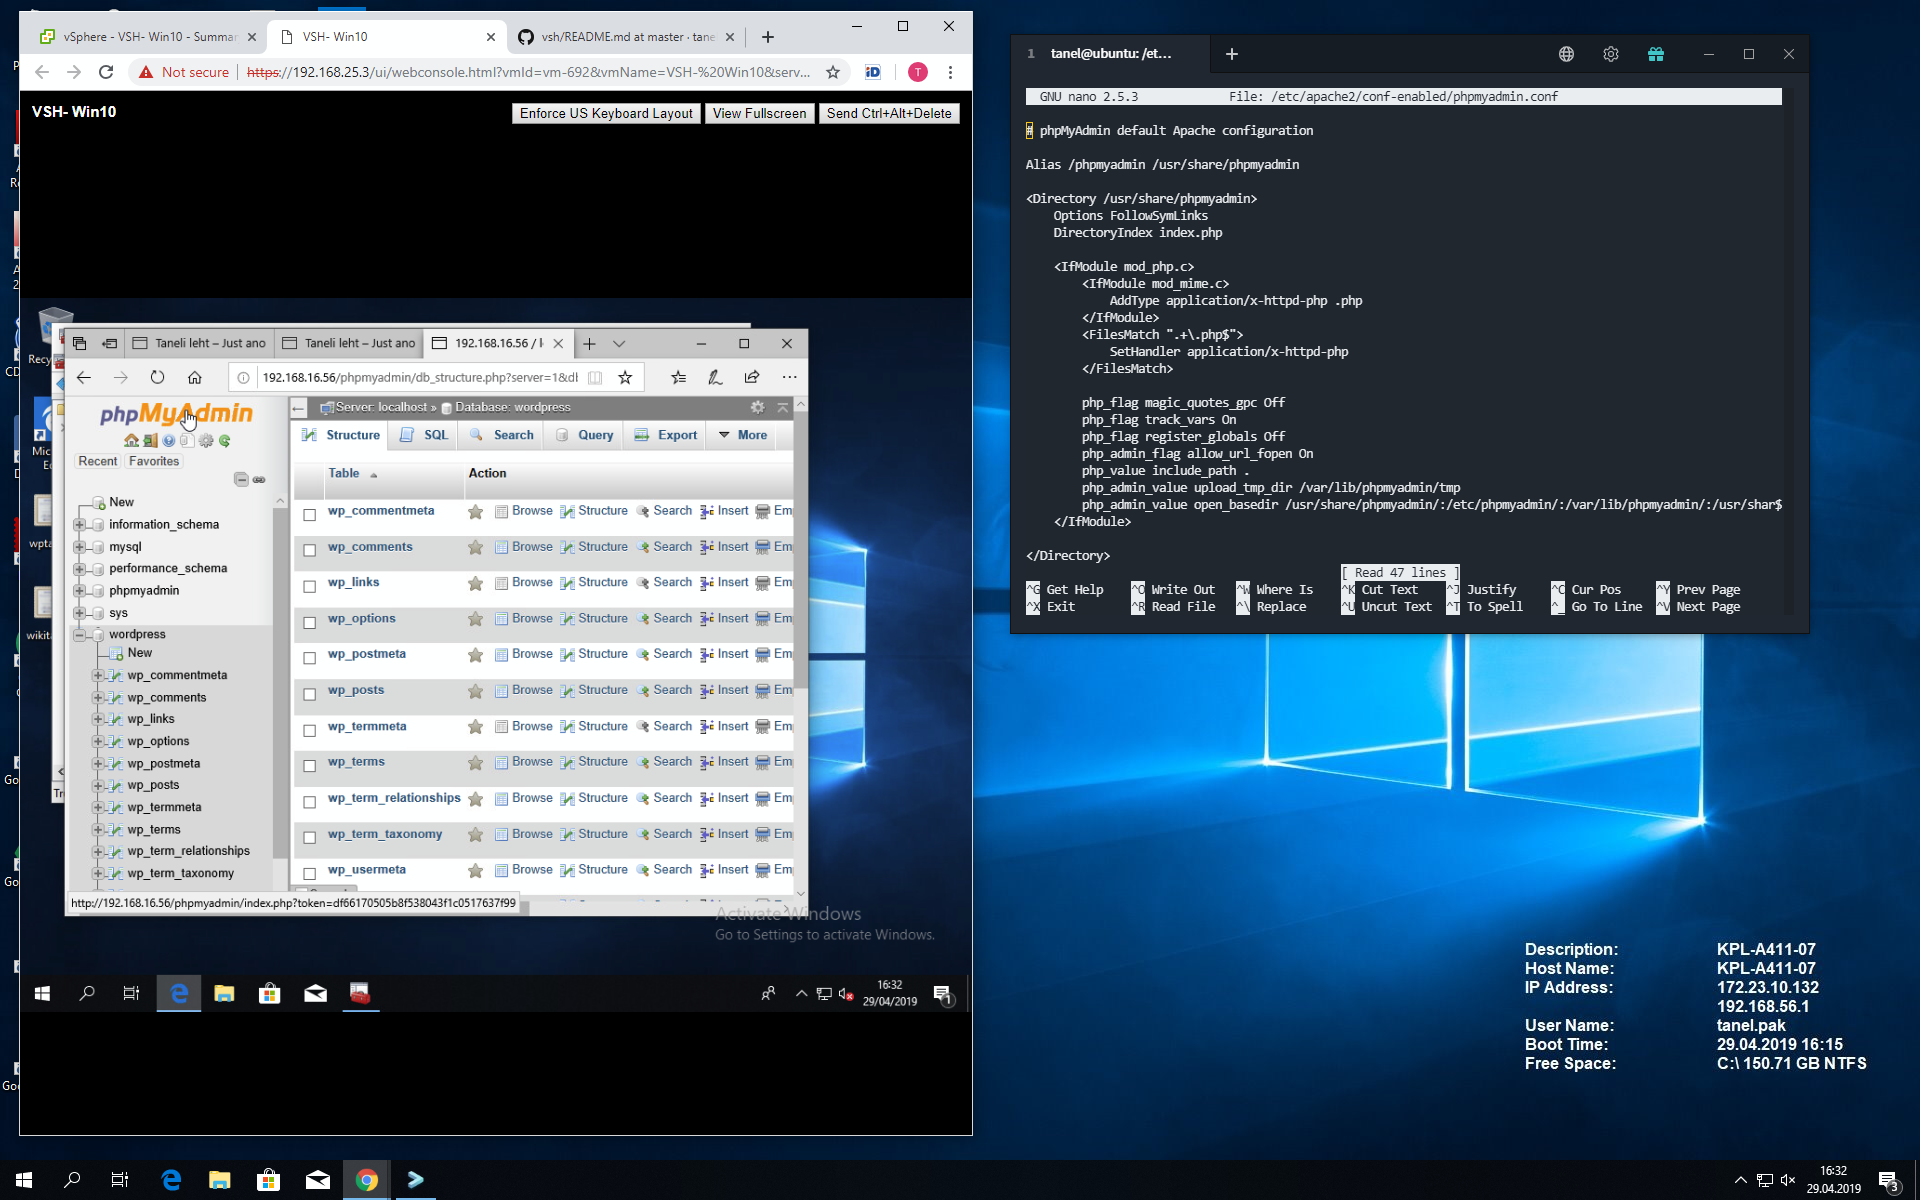 vSphere - VSH- Win10 - Summar
VSH- Win10
vsh/README.md at master · tane
Not secure
https://192.168.25.3/ui/webconsole.html?vmId=vm-692&vmName=VSH-%20Win10&serv...
iD
T
VSH- Win10
Enforce US Keyboard Layout
View Fullscreen
Send Ctrl+Alt+Delete
Taneli leht – Just ano
Taneli leht – Just ano
192.168.16.56 / l
192.168.16.56/phpmyadmin/db_structure.php?server=1&db
phpMyAdmin
Recent
Favorites
New
information_schema
mysql
performance_schema
phpmyadmin
sys
wordpress
New
wp_commentmeta
wp_comments
wp_links
wp_options
wp_postmeta
wp_posts
wp_termmeta
wp_terms
wp_term_relationships
wp_term_taxonomy
Server: localhost » Database: wordpress
Structure SQL Search Query Export More
Table Action
wp_commentmeta Browse Structure Search Insert Em
wp_comments Browse Structure Search Insert Em
wp_links Browse Structure Search Insert Em
wp_options Browse Structure Search Insert Em
wp_postmeta Browse Structure Search Insert Em
wp_posts Browse Structure Search Insert Em
wp_termmeta Browse Structure Search Insert Em
wp_terms Browse Structure Search Insert Em
wp_term_relationships Browse Structure Search Insert Em
wp_term_taxonomy Browse Structure Search Insert Em
wp_usermeta Browse Structure Search Insert Em
http://192.168.16.56/phpmyadmin/index.php?token=df66170505b8f538043f1c0517637f99
Activate Windows
Go to Settings to activate Windows.
16:32
29/04/2019
1
1 tanel@ubuntu: /et...
GNU nano 2.5.3 File: /etc/apache2/conf-enabled/phpmyadmin.conf
# phpMyAdmin default Apache configuration
Alias /phpmyadmin /usr/share/phpmyadmin
<Directory /usr/share/phpmyadmin>
Options FollowSymLinks
DirectoryIndex index.php
<IfModule mod_php.c>
<IfModule mod_mime.c>
AddType application/x-httpd-php .php
</IfModule>
<FilesMatch ".+\.php$">
SetHandler application/x-httpd-php
</FilesMatch>
php_flag magic_quotes_gpc Off
php_flag track_vars On
php_flag register_globals Off
php_admin_flag allow_url_fopen On
php_value include_path .
php_admin_value upload_tmp_dir /var/lib/phpmyadmin/tmp
php_admin_value open_basedir /usr/share/phpmyadmin/:/etc/phpmyadmin/:/var/lib/phpmyadmin/:/usr/shar$
</IfModule>
</Directory>
[ Read 47 lines ]
^G Get Help ^O Write Out ^W Where Is ^K Cut Text ^J Justify ^C Cur Pos ^Y Prev Page
^X Exit ^R Read File ^\ Replace ^U Uncut Text ^T To Spell ^_ Go To Line ^V Next Page
Description: KPL-A411-07
Host Name: KPL-A411-07
IP Address: 172.23.10.132
192.168.56.1
User Name: tanel.pak
Boot Time: 29.04.2019 16:15
Free Space: C:\ 150.71 GB NTFS
16:32
29.04.2019
3